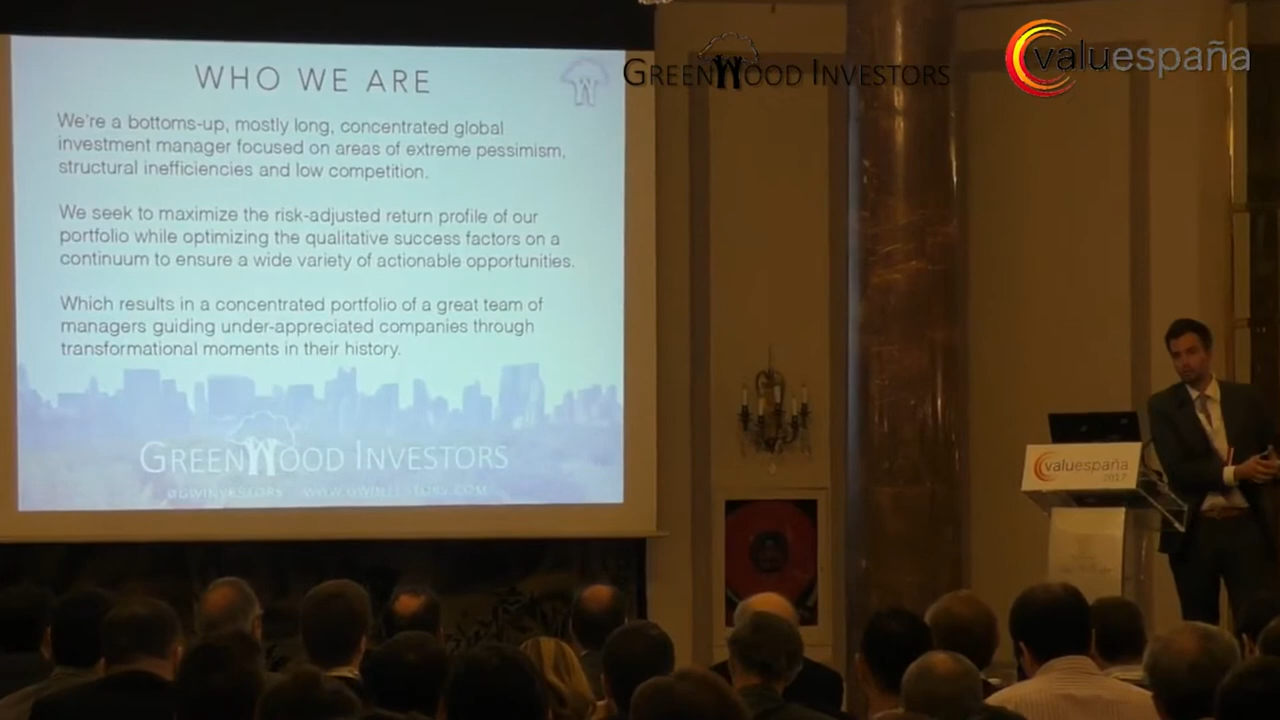 WHO WE ARE
We're a bottoms-up, mostly long, concentrated global
investment manager focused on areas of extreme pessimism,
structural inefficiencies and low competition.
We seek to maximize the risk-adjusted return profile of our
portfolio while optimizing the qualitative success factors on a
continuum to ensure a wide variety of actionable opportunities.
Which results in a concentrated portfolio of a great team of
managers guiding under-appreciated companies through
transformational moments in their history.
GREENWOOD INVESTORS
@GWINVESTORS WWW.GWINVESTORS.COM
GREENWOOD INVESTORS
valuespaña
valuespaña
2017